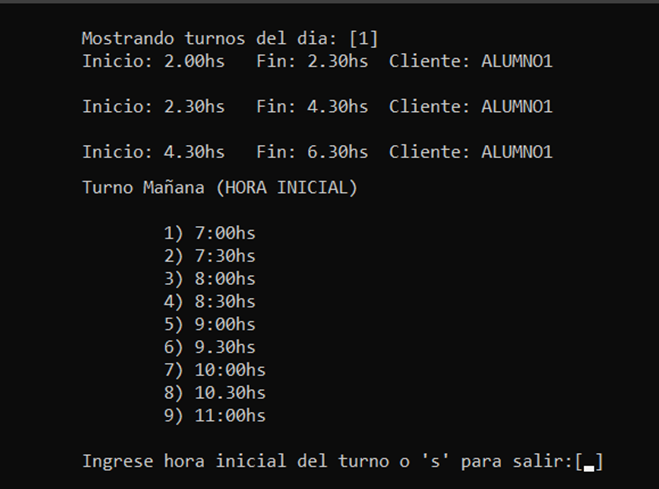 Mostrando turnos del dia: [1]
Inicio: 2.00hs Fin: 2.30hs Cliente: ALUMNO1
Inicio: 2.30hs Fin: 4.30hs Cliente: ALUMNO1
Inicio: 4.30hs Fin: 6.30hs Cliente: ALUMNO1
Turno Mañana (HORA INICIAL)
1) 7:00hs
2) 7:30hs
3) 8:00hs
4) 8:30hs
5) 9:00hs
6) 9.30hs
7) 10:00hs
8) 10.30hs
9) 11:00hs
Ingrese hora inicial del turno o 's' para salir:[ _]